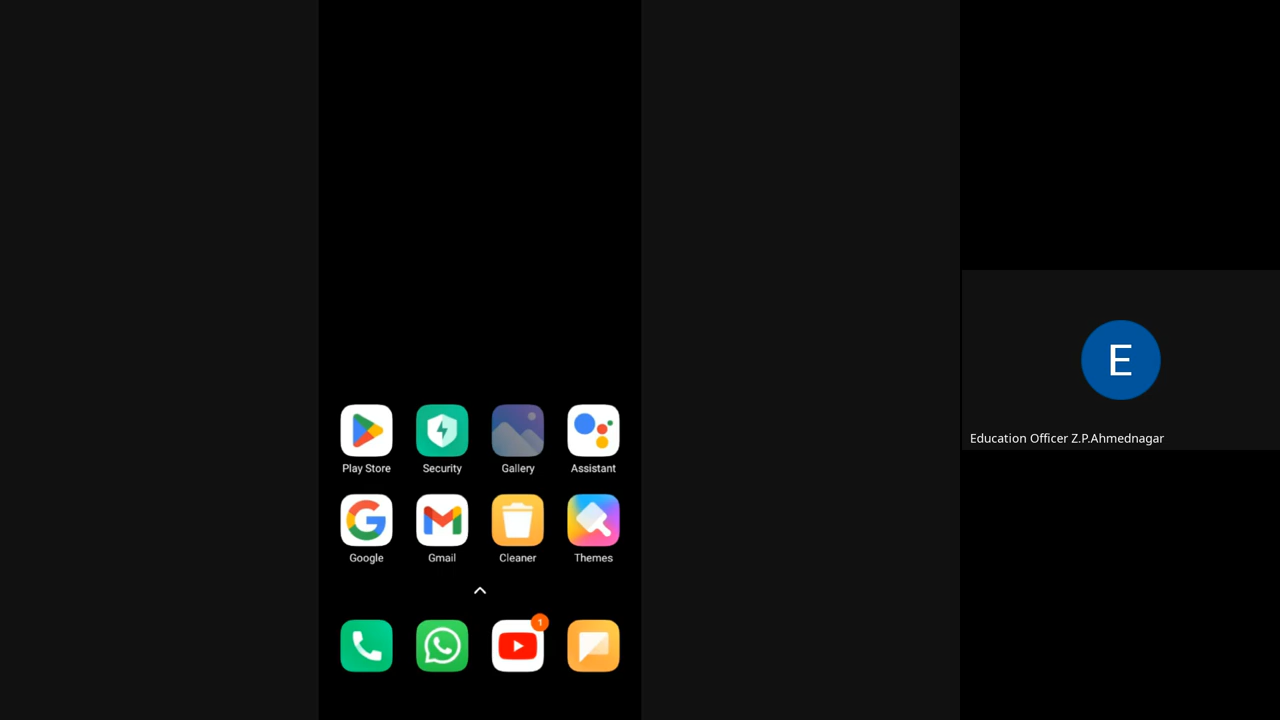 Play Store
Security
Gallery
Assistant
Google
Gmail
Cleaner
Themes
1
E
Education Officer Z.P.Ahmednagar